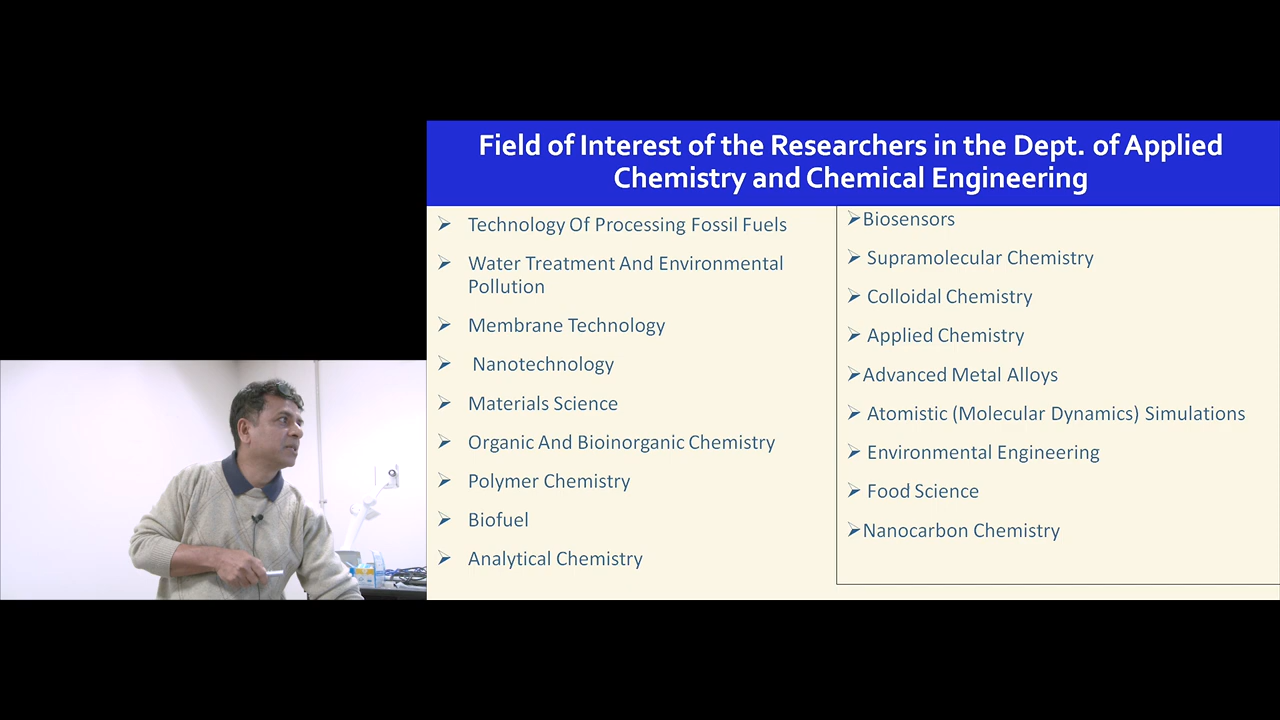 Field of Interest of the Researchers in the Dept. of Applied
Chemistry and Chemical Engineering
Technology Of Processing Fossil Fuels
Water Treatment And Environmental
Pollution
Membrane Technology
Nanotechnology
Materials Science
Organic And Bioinorganic Chemistry
Polymer Chemistry
Biofuel
Analytical Chemistry
Biosensors
Supramolecular Chemistry
Colloidal Chemistry
Applied Chemistry
Advanced Metal Alloys
Atomistic (Molecular Dynamics) Simulations
Environmental Engineering
Food Science
Nanocarbon Chemistry